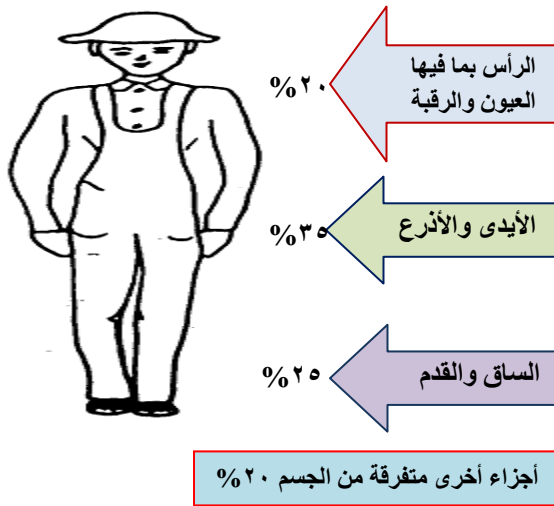 الرأس بما فيها
العيون والرقبة
%٢٠
الأيدى والأذرع
%٣٥
الساق والقدم
%٢٥
أجزاء أخرى متفرقة من الجسم ٢٠%